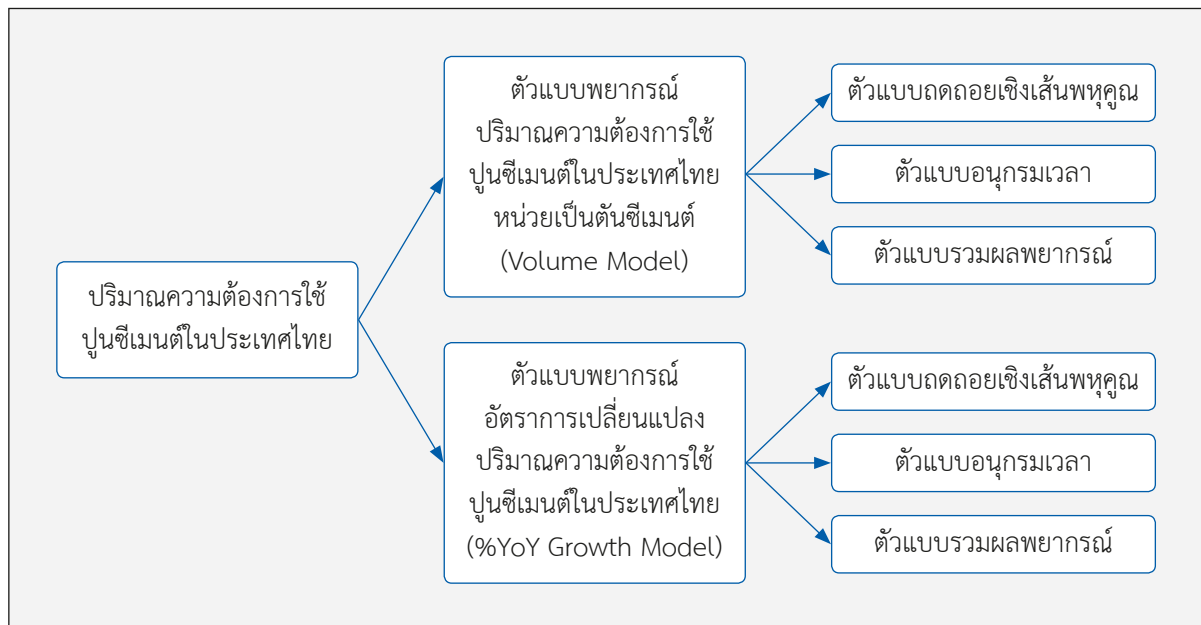 ปริมาณความต้องการใช้
ปูนซีเมนต์ในประเทศไทย
ตัวแบบพยากรณ์
ปริมาณความต้องการใช้
ปูนซีเมนต์ในประเทศไทย
หน่วยเป็นตันซีเมนต์
(Volume Model)
ตัวแบบถดถอยเชิงเส้นพหุคูณ
ตัวแบบอนุกรมเวลา
ตัวแบบรวมผลพยากรณ์
ตัวแบบพยากรณ์
อัตราการเปลี่ยนแปลง
ปริมาณความต้องการใช้
ปูนซีเมนต์ในประเทศไทย
(%YoY Growth Model)
ตัวแบบถดถอยเชิงเส้นพหุคูณ
ตัวแบบอนุกรมเวลา
ตัวแบบรวมผลพยากรณ์